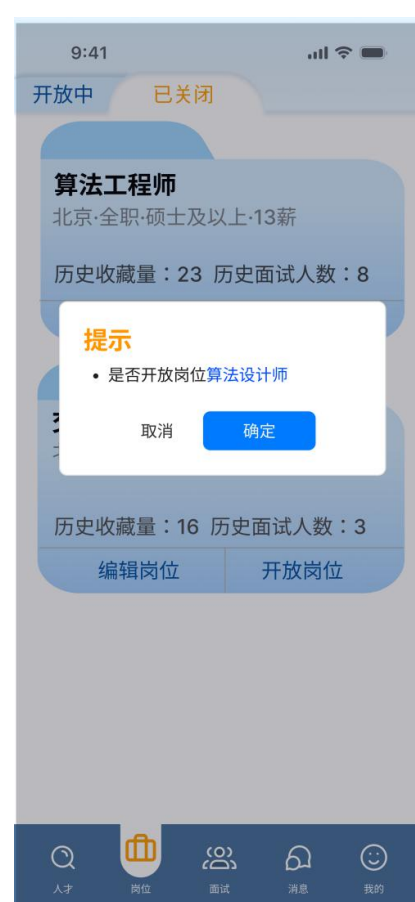 9:41
开放中 已关闭
算法工程师
北京·全职·硕士及以上·13薪
历史收藏量：23 历史面试人数：8
提示
• 是否开放岗位算法设计师
取消 确定
历史收藏量：16 历史面试人数：3
编辑岗位 开放岗位
人才 岗位 面试 消息 我的